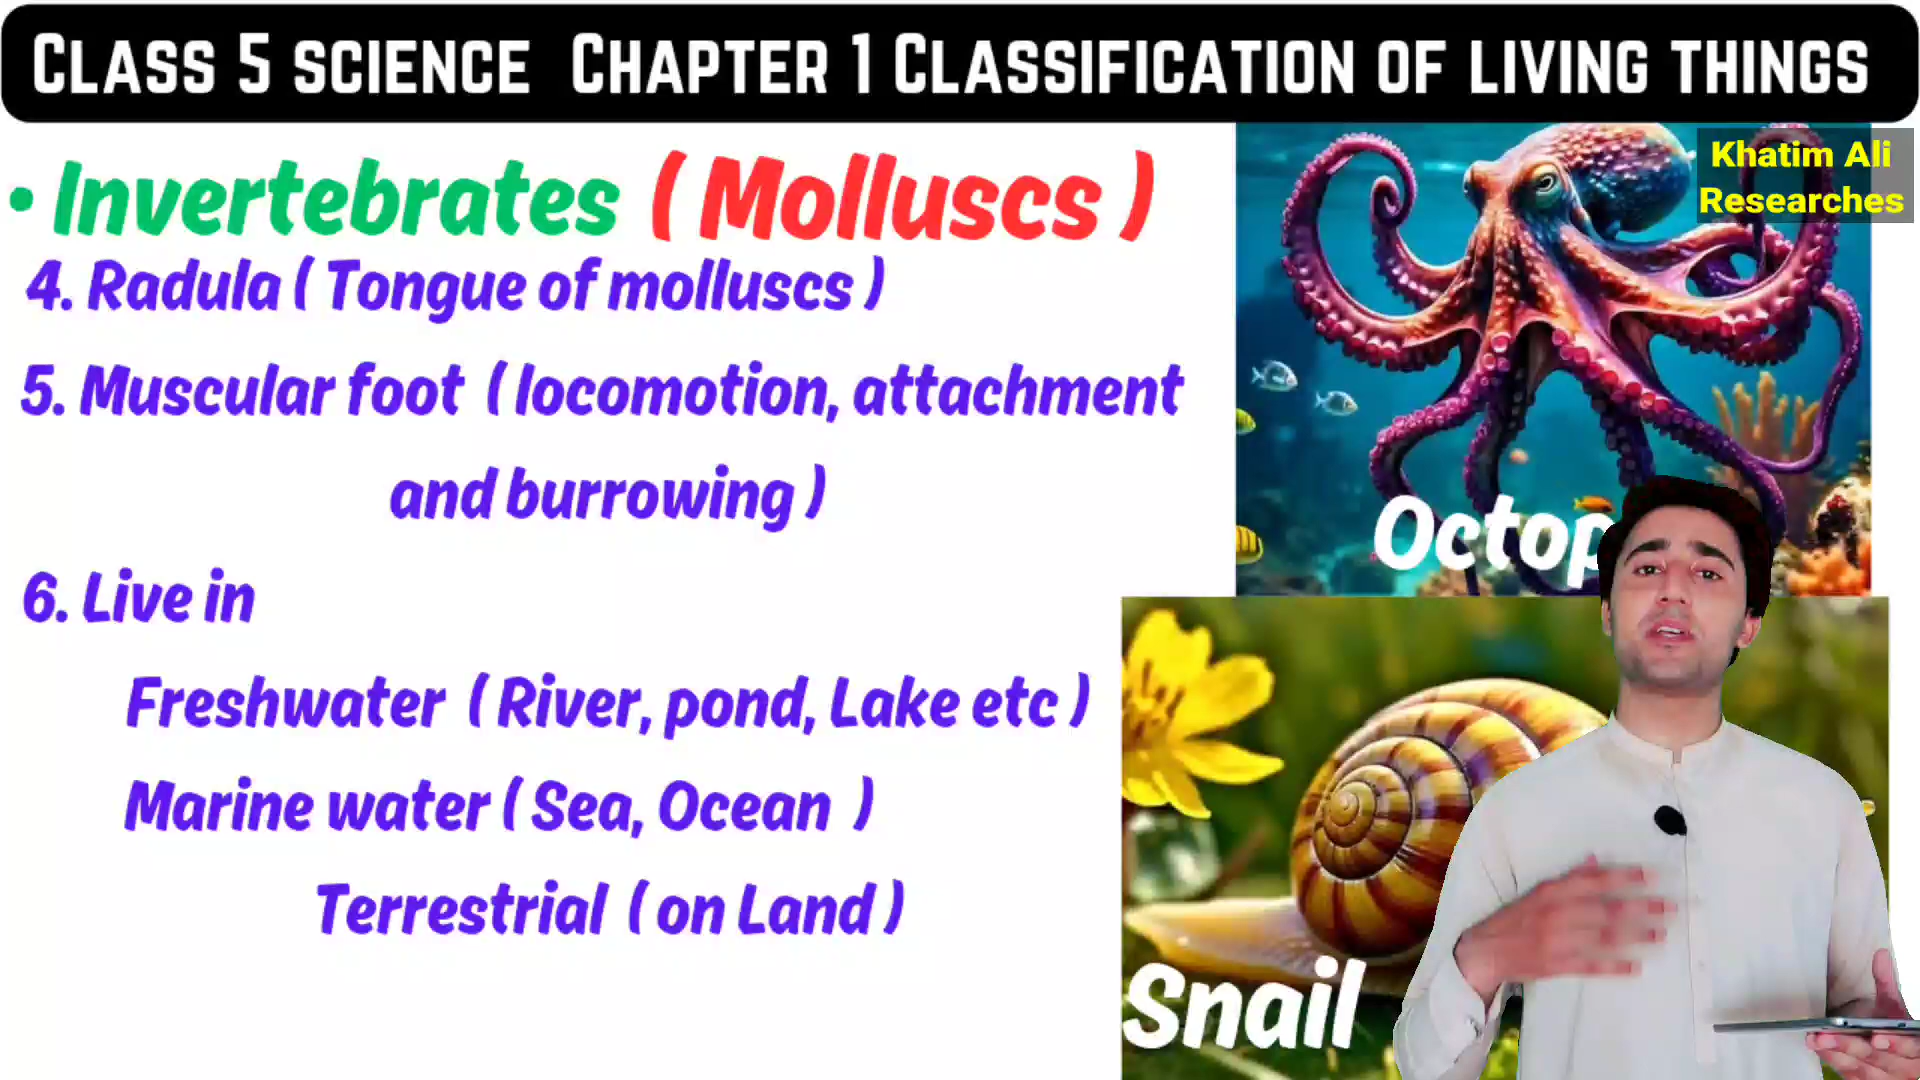 CLASS 5 SCIENCE CHAPTER 1 CLASSIFICATION OF LIVING THINGS
Khatim Ali
Researches
• Invertebrates ( Molluscs )
4. Radula ( Tongue of molluscs )
5. Muscular foot ( locomotion, attachment
and burrowing )
6. Live in
Freshwater ( River, pond, Lake etc )
Marine water ( Sea, Ocean )
Terrestrial ( on Land )
Octop
Snail